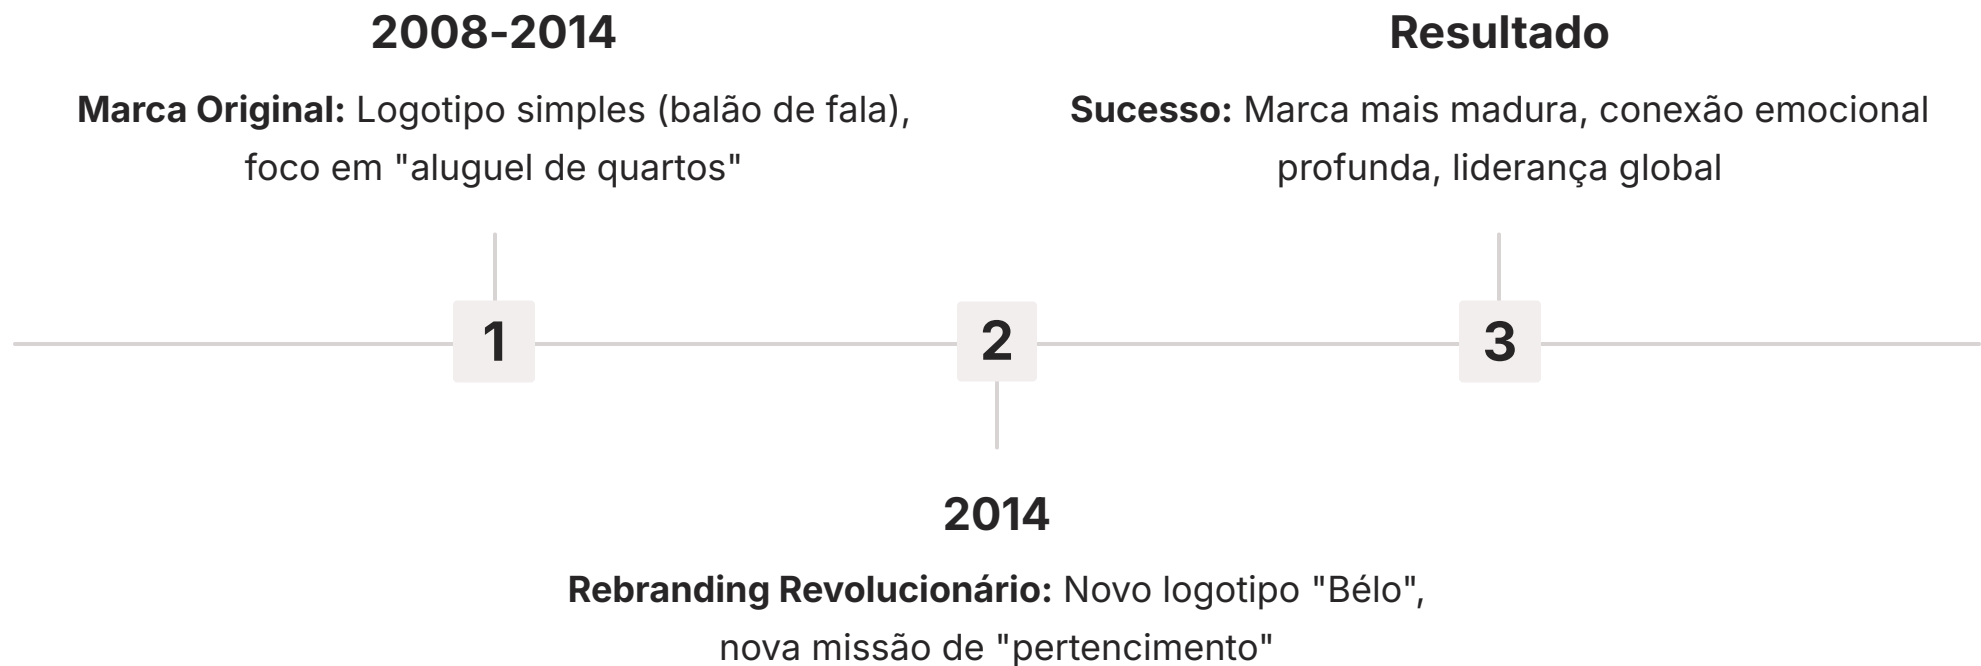 2008-2014
Marca Original: Logotipo simples (balão de fala),
foco em "aluguel de quartos"
Resultado
Sucesso: Marca mais madura, conexão emocional
profunda, liderança global
1
2
3
2014
Rebranding Revolucionário: Novo logotipo "Bélo",
nova missão de "pertencimento"